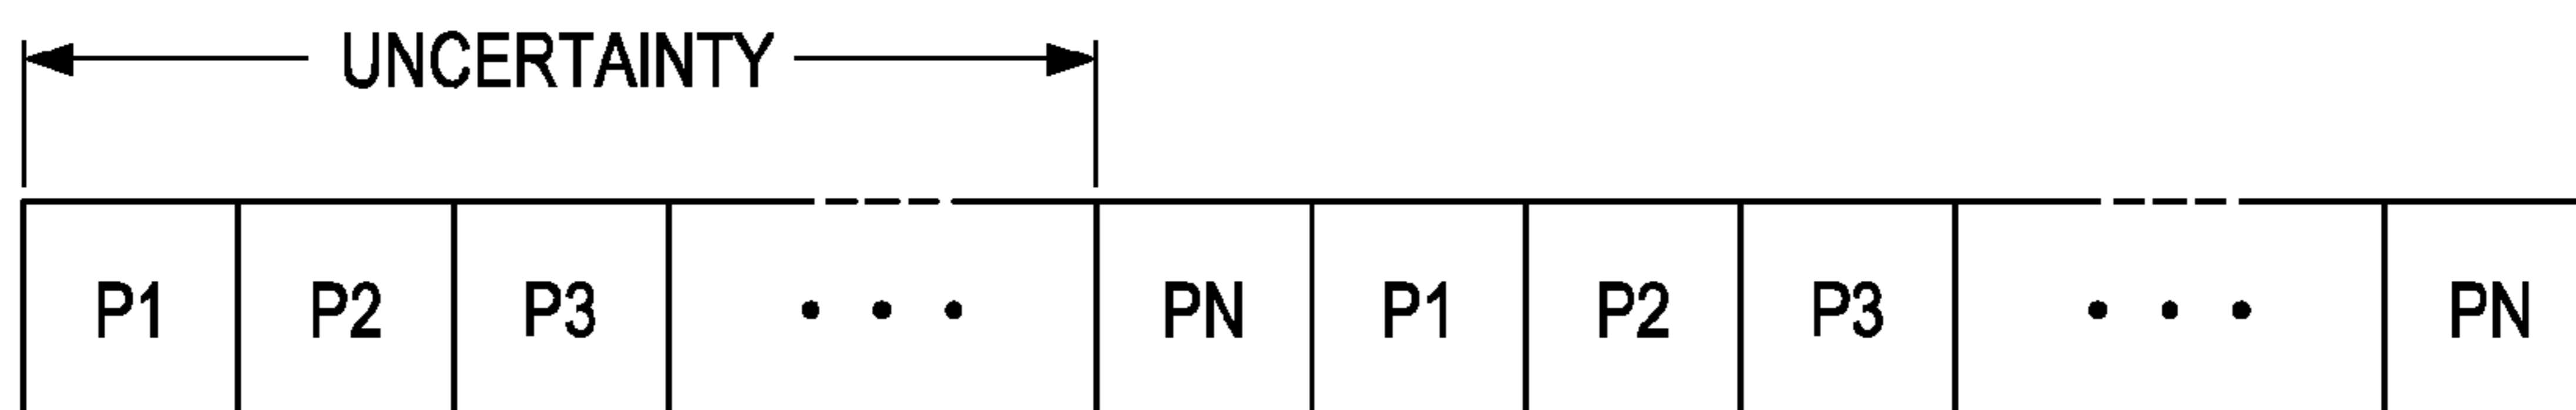 UNCERTAINTY
P1 P2 P3 • • • PN P1 P2 P3 • • • PN